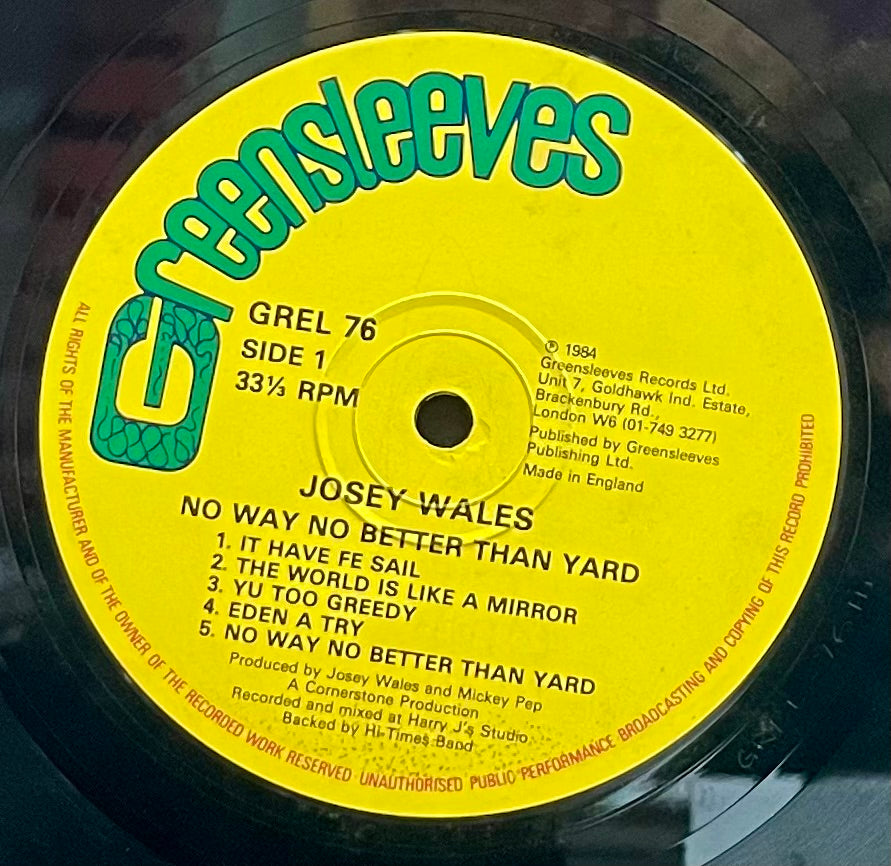 Greensleeves
GREL 76
SIDE 1
33⅓ RPM
℗ 1984
Greensleeves Records Ltd.
Unit 7, Goldhawk Ind. Estate,
Brackenbury Rd.,
London W6 (01-749 3277)
Published by Greensleeves
Publishing Ltd.
Made in England
JOSEY WALES
NO WAY NO BETTER THAN YARD
1. IT HAVE FE SAIL
2. THE WORLD IS LIKE A MIRROR
3. YU TOO GREEDY
4. EDEN A TRY
5. NO WAY NO BETTER THAN YARD
Produced by Josey Wales and Mickey Pep
A Cornerstone Production
Recorded and mixed at Harry J's Studio
Backed by Hi-Times Band
ALL RIGHTS OF THE MANUFACTURER AND OF THE OWNER OF THE RECORDED WORK RESERVED UNAUTHORISED PUBLIC PERFORMANCE BROADCASTING AND COPYING OF THIS RECORD PROHIBITED